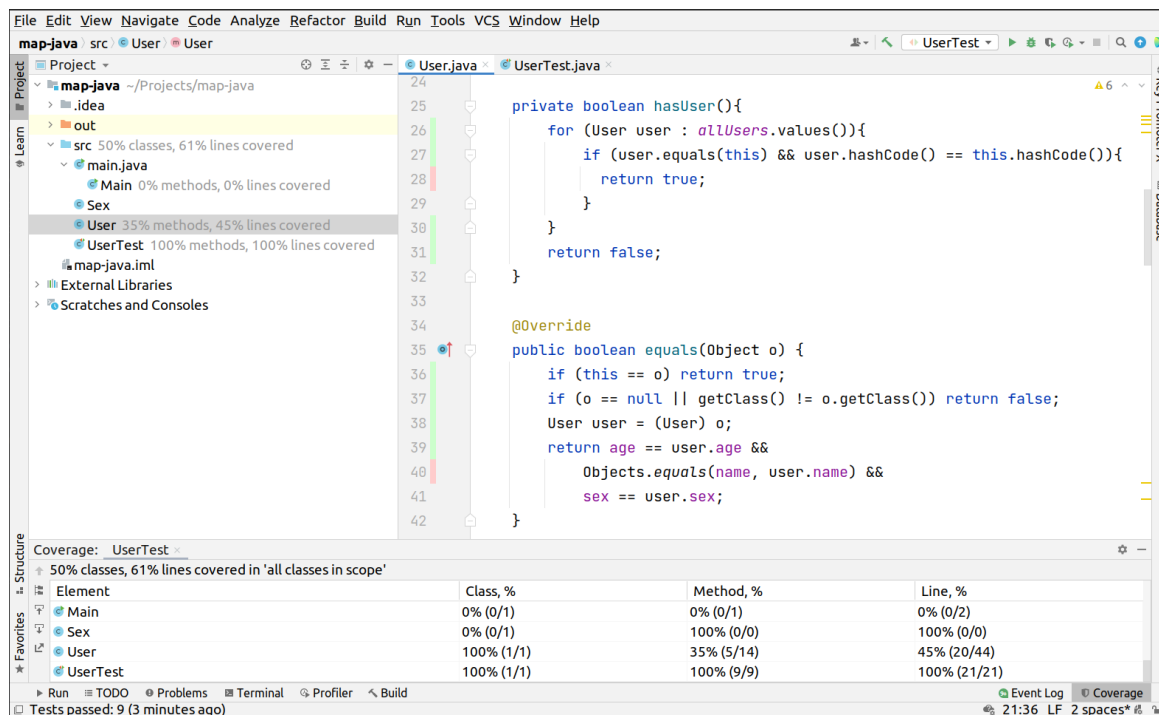 File Edit View Navigate Code Analyze Refactor Build Run Tools VCS Window Help
map-java src User User UserTest
Project User.java UserTest.java
Project
Learn
Structure
Favorites
Database
map-java ~/Projects/map-java
.idea
out
src 50% classes, 61% lines covered
main.java
Main 0% methods, 0% lines covered
Sex
User 35% methods, 45% lines covered
UserTest 100% methods, 100% lines covered
map-java.iml
External Libraries
Scratches and Consoles
24
6
25 private boolean hasUser(){
26 for (User user : allUsers.values()){
27 if (user.equals(this) && user.hashCode() == this.hashCode()){
28 return true;
29 }
30 }
31 return false;
32 }
33
34 @Override
35 public boolean equals(Object o) {
36 if (this == o) return true;
37 if (o == null || getClass() != o.getClass()) return false;
38 User user = (User) o;
39 return age == user.age &&
40 Objects.equals(name, user.name) &&
41 sex == user.sex;
42 }
Coverage: UserTest
50% classes, 61% lines covered in 'all classes in scope'
Element Class, % Method, % Line, %
Main 0% (0/1) 0% (0/1) 0% (0/2)
Sex 0% (0/1) 100% (0/0) 100% (0/0)
User 100% (1/1) 35% (5/14) 45% (20/44)
UserTest 100% (1/1) 100% (9/9) 100% (21/21)
Run TODO Problems Terminal Profiler Build Event Log Coverage
Tests passed: 9 (3 minutes ago) 21:36 LF 2 spaces*